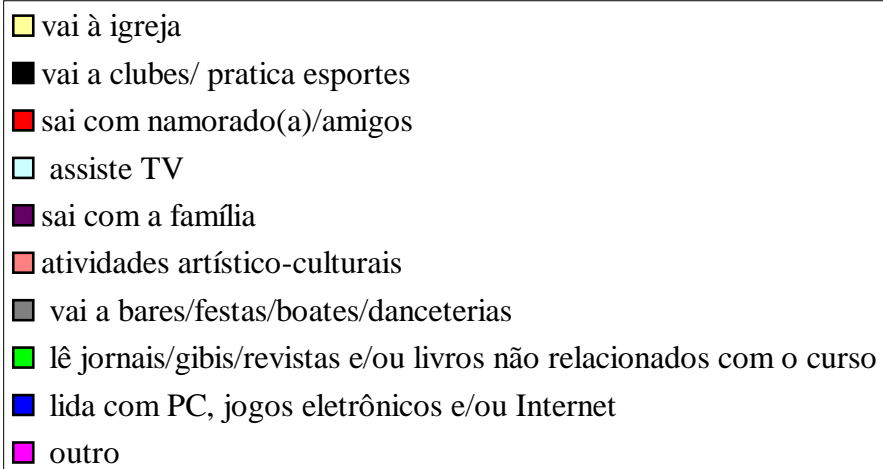 vai à igreja
vai a clubes/ pratica esportes
sai com namorado(a)/amigos
assiste TV
sai com a família
atividades artístico-culturais
vai a bares/festas/boates/danceterias
lê jornais/gibis/revistas e/ou livros não relacionados com o curso
lida com PC, jogos eletrônicos e/ou Internet
outro